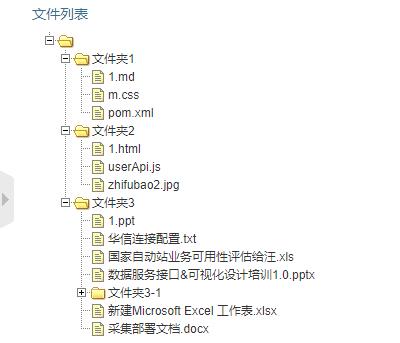 文件列表
文件夹1
1.md
m.css
pom.xml
文件夹2
1.html
userApi.js
zhifubao2.jpg
文件夹3
1.ppt
华信连接配置.txt
国家自动站业务可用性评估给汪.xls
数据服务接口&可视化设计培训1.0.pptx
文件夹3-1
新建Microsoft Excel 工作表.xlsx
采集部署文档.docx